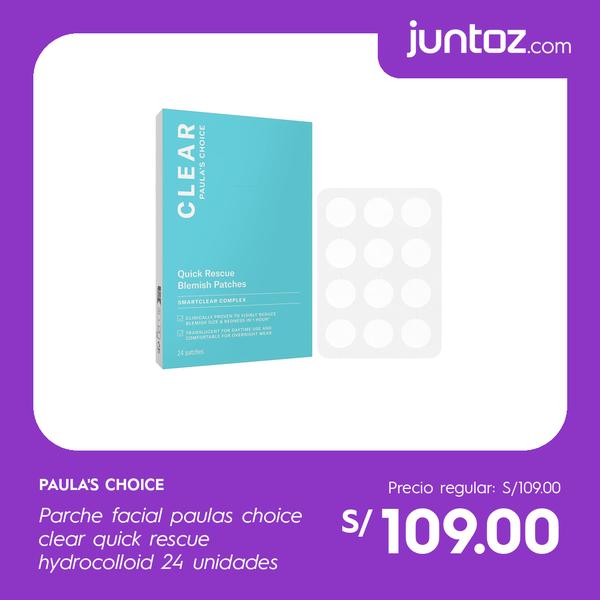 juntoz.com
CLEAR
PAULA'S CHOICE
Quick Rescue
Blemish Patches
SMARTCLEAR COMPLEX
CLINICALLY PROVEN TO VISIBLY REDUCE
BLEMISH SIZE & REDNESS IN 1 HOUR*
TRANSLUCENT FOR DAYTIME USE AND
COMFORTABLE FOR OVERNIGHT WEAR
24 patches
PAULA'S CHOICE
Parche facial paulas choice
clear quick rescue
hydrocolloid 24 unidades
Precio regular: S/109.00
S/ 109.00